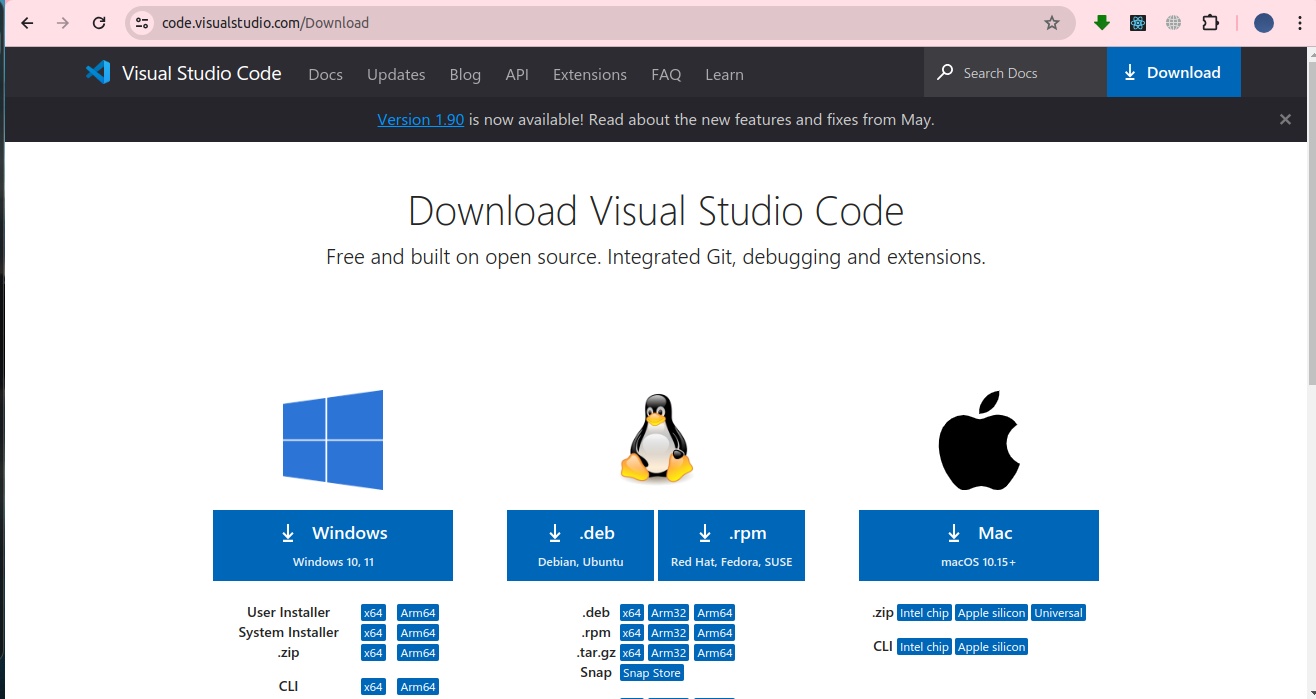 code.visualstudio.com/Download
Visual Studio Code Docs Updates Blog API Extensions FAQ Learn Search Docs Download
Version 1.90 is now available! Read about the new features and fixes from May.
Download Visual Studio Code
Free and built on open source. Integrated Git, debugging and extensions.
Windows
Windows 10, 11
User Installer x64 Arm64
System Installer x64 Arm64
.zip x64 Arm64
CLI x64 Arm64
.deb
Debian, Ubuntu
.rpm
Red Hat, Fedora, SUSE
.deb x64 Arm32 Arm64
.rpm x64 Arm32 Arm64
.tar.gz x64 Arm32 Arm64
Snap Snap Store
Mac
macOS 10.15+
.zip Intel chip Apple silicon Universal
CLI Intel chip Apple silicon